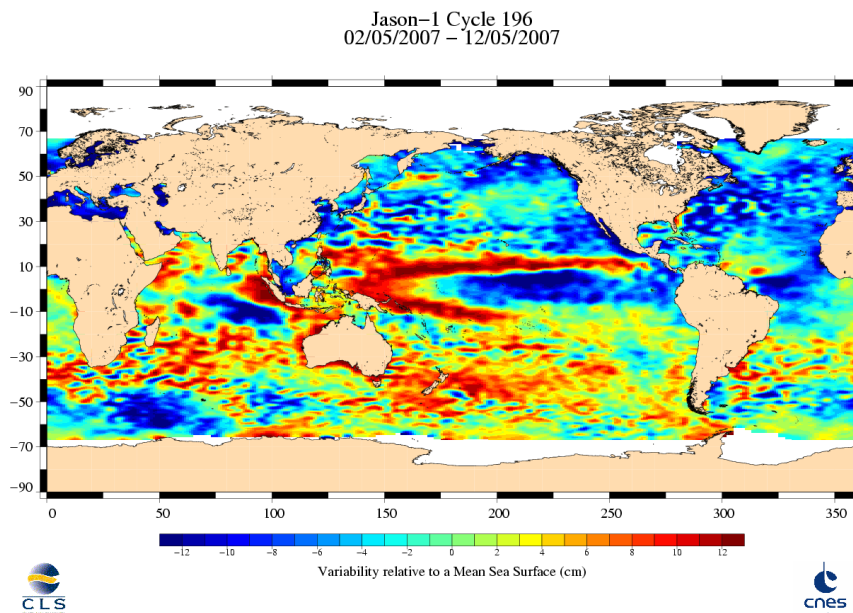 Jason−1 Cycle 196
02/05/2007 − 12/05/2007
90
70
50
30
10
−10
−30
−50
−70
−90
0 50 100 150 200 250 300 350
−12 −10 −8 −6 −4 −2 0 2 4 6 8 10 12
Variability relative to a Mean Sea Surface (cm)
CLS
cnes